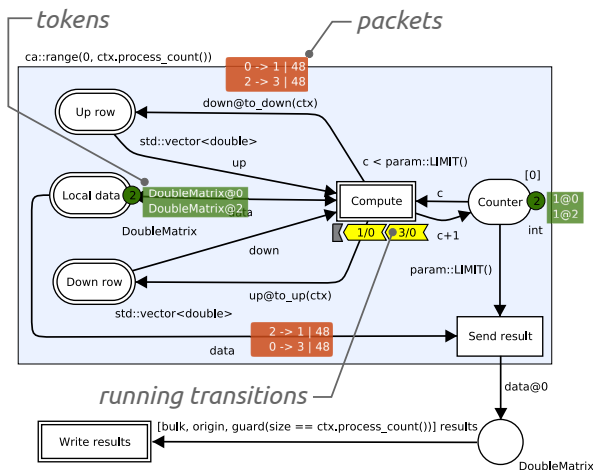 tokens
packets
ca::range(0, ctx.process_count())
0 -> 1 | 48
2 -> 3 | 48
down@to_down(ctx)
Up row
std::vector<double>
up
c < param::LIMIT()
[0]
Local data
2
DoubleMatrix@0
DoubleMatrix@2
data
DoubleMatrix
Compute
c
Counter
2
1@0
1@2
int
1/0
3/0
c+1
down
param::LIMIT()
Down row
up@to_up(ctx)
std::vector<double>
2 -> 1 | 48
0 -> 3 | 48
data
Send result
running transitions
data@0
[bulk, origin, guard(size == ctx.process_count())] results
Write results
DoubleMatrix